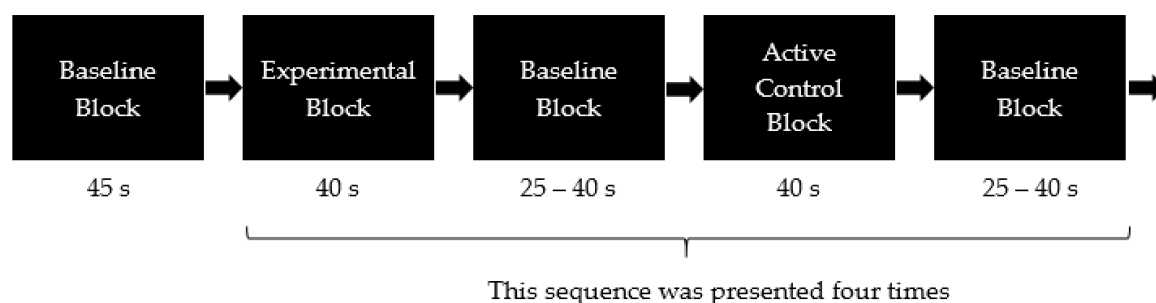 Baseline
Block
Experimental
Block
Baseline
Block
Active
Control
Block
Baseline
Block
45 s
40 s
25 – 40 s
40 s
25 – 40 s
This sequence was presented four times